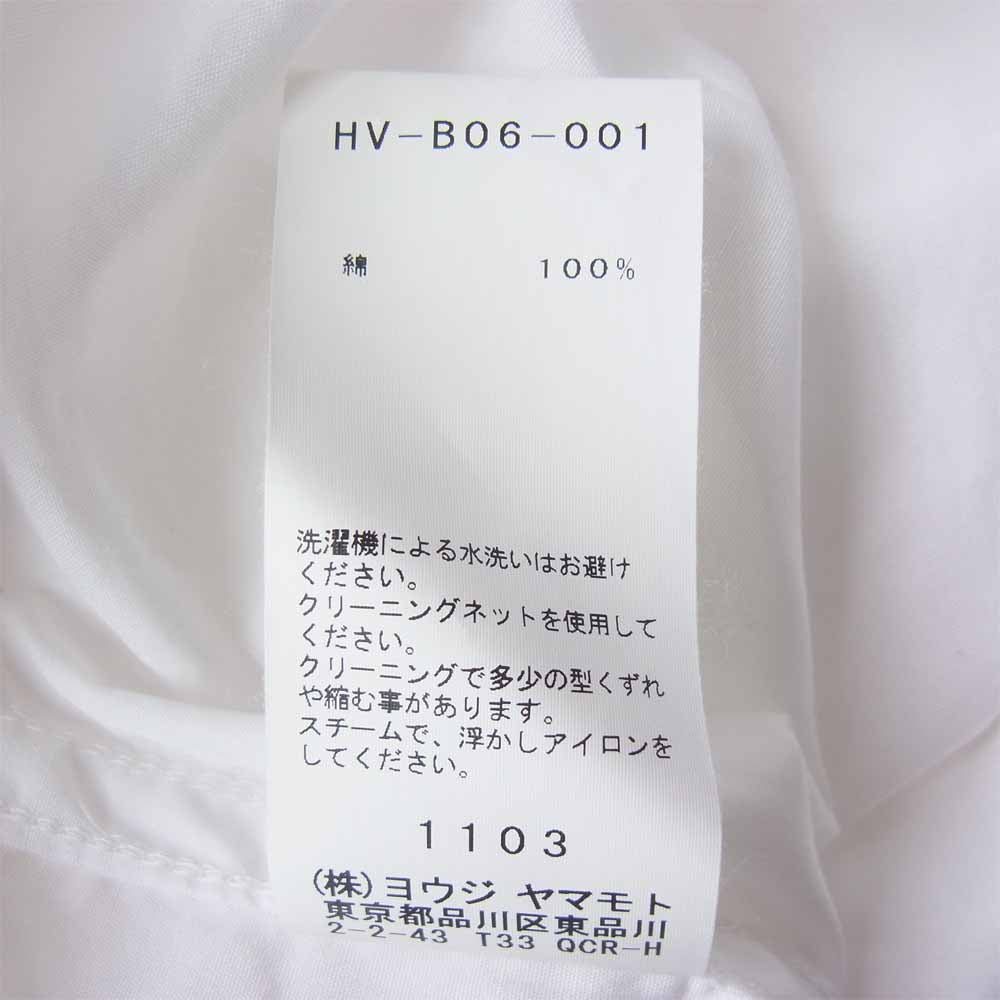 HV-B06-001
綿 100%
洗濯機による水洗いはお避け
ください。
クリーニングネットを使用して
ください。
クリーニングで多少の型くずれ
や縮む事があります。
スチームで、浮かしアイロンを
してください。
1103
(株)ヨウジ ヤマモト
東京都品川区東品川
2-2-43 T33 QCR-H